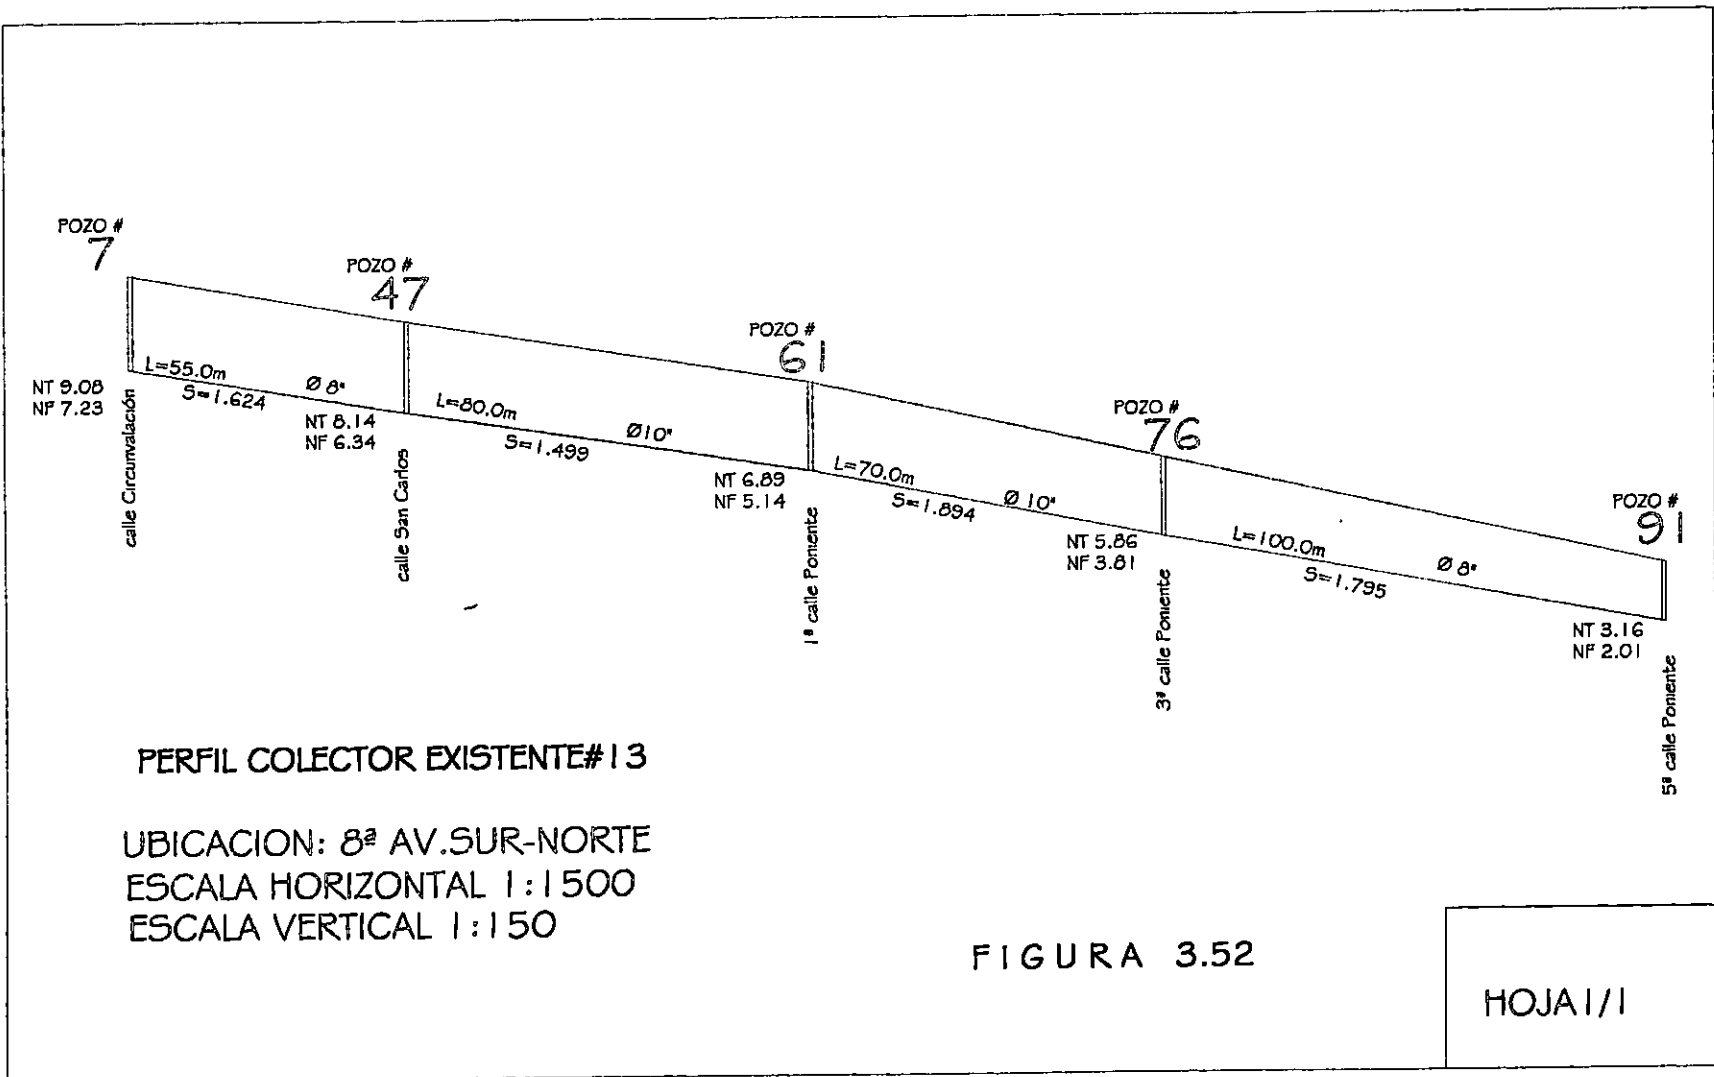 POZO #
7
POZO #
47
POZO #
61
POZO #
76
POZO #
91
L=55.0m
Ø 8"
S=1.624
NT 9.08
NF 7.23
calle Circunvalación
L=80.0m
Ø10"
S=1.499
NT 8.14
NF 6.34
calle San Carlos
L=70.0m
Ø 10"
S=1.894
NT 6.89
NF 5.14
1ª calle Poniente
L=100.0m
Ø 8"
S=1.795
NT 5.86
NF 3.81
3ª calle Poniente
NT 3.16
NF 2.01
5ª calle Poniente
PERFIL COLECTOR EXISTENTE#13
UBICACION: 8ª AV.SUR-NORTE
ESCALA HORIZONTAL 1:1500
ESCALA VERTICAL 1:150
FIGURA 3.52
HOJA1/1